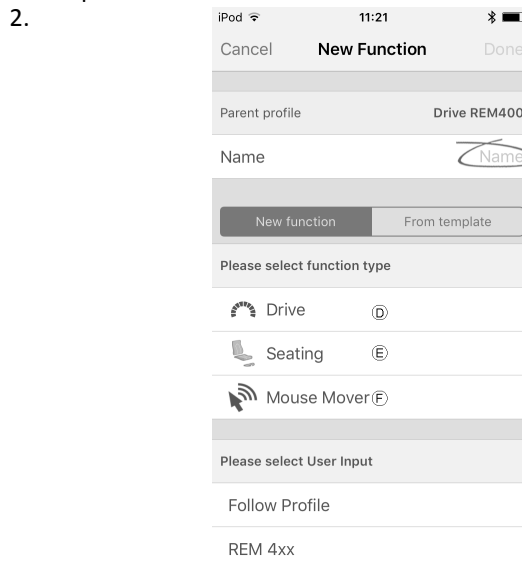 2.
iPod 11:21
Cancel New Function Done
Parent profile Drive REM400
Name Name
New function From template
Please select function type
Drive Ⓓ
Seating Ⓔ
Mouse Mover Ⓕ
Please select User Input
Follow Profile
REM 4xx